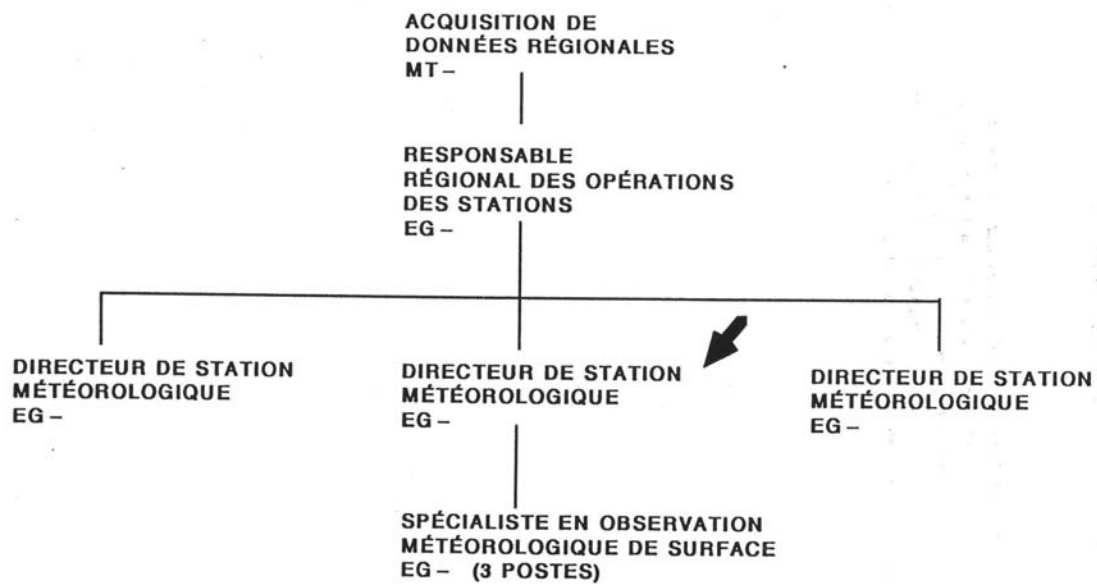 ACQUISITION DE
DONNÉES RÉGIONALES
MT –
RESPONSABLE
RÉGIONAL DES OPÉRATIONS
DES STATIONS
EG –
DIRECTEUR DE STATION
MÉTÉOROLOGIQUE
EG –
DIRECTEUR DE STATION
MÉTÉOROLOGIQUE
EG –
DIRECTEUR DE STATION
MÉTÉOROLOGIQUE
EG –
SPÉCIALISTE EN OBSERVATION
MÉTÉOROLOGIQUE DE SURFACE
EG – (3 POSTES)